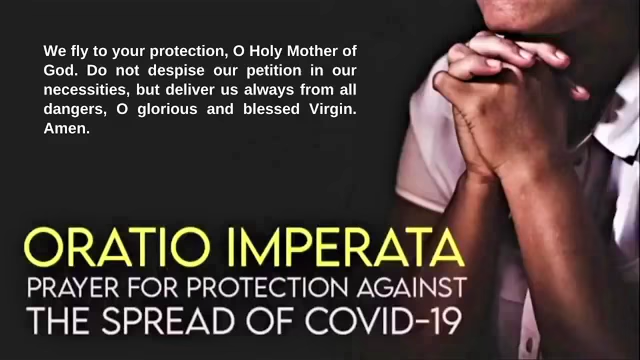 We fly to your protection, O Holy Mother of
God. Do not despise our petition in our
necessities, but deliver us always from all
dangers, O glorious and blessed Virgin.
Amen.
ORATIO IMPERATA
PRAYER FOR PROTECTION AGAINST
THE SPREAD OF COVID-19